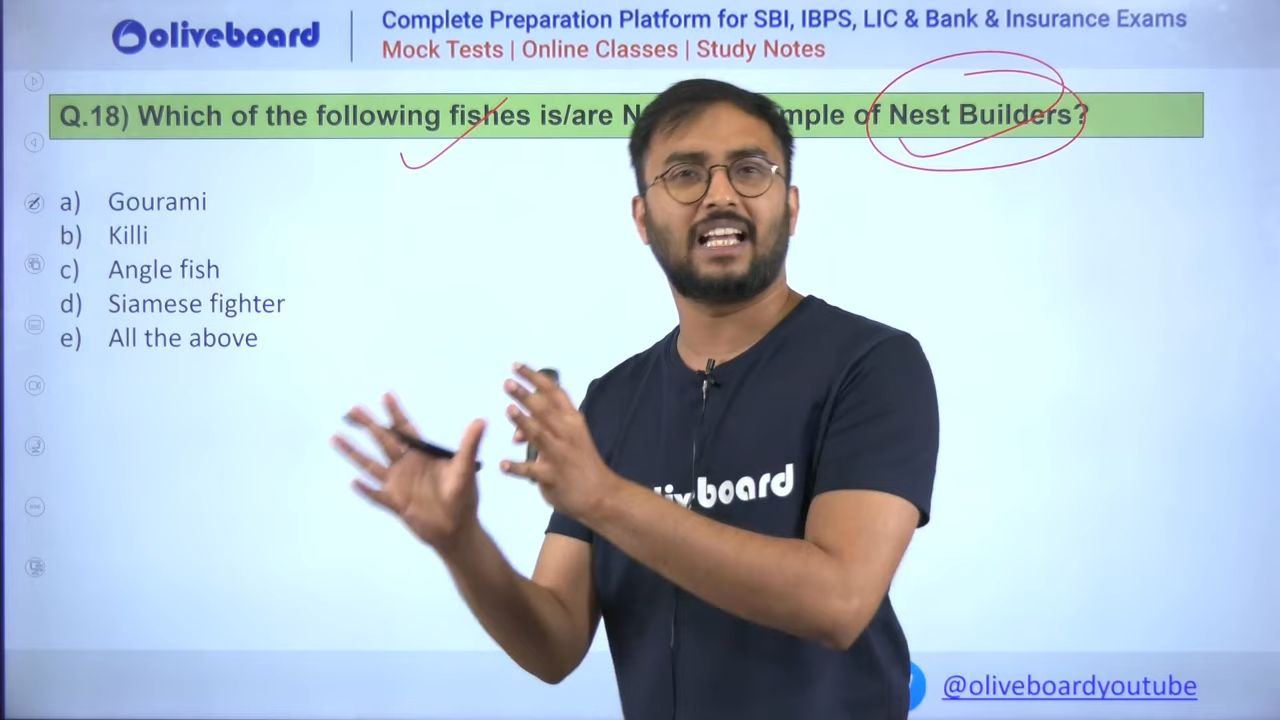 oliveboard
Complete Preparation Platform for SBI, IBPS, LIC & Bank & Insurance Exams
Mock Tests | Online Classes | Study Notes
Q.18) Which of the following fishes is/are of Nest Builders?
a) Gourami
b) Killi
c) Angle fish
d) Siamese fighter
e) All the above
board
@oliveboardyoutube